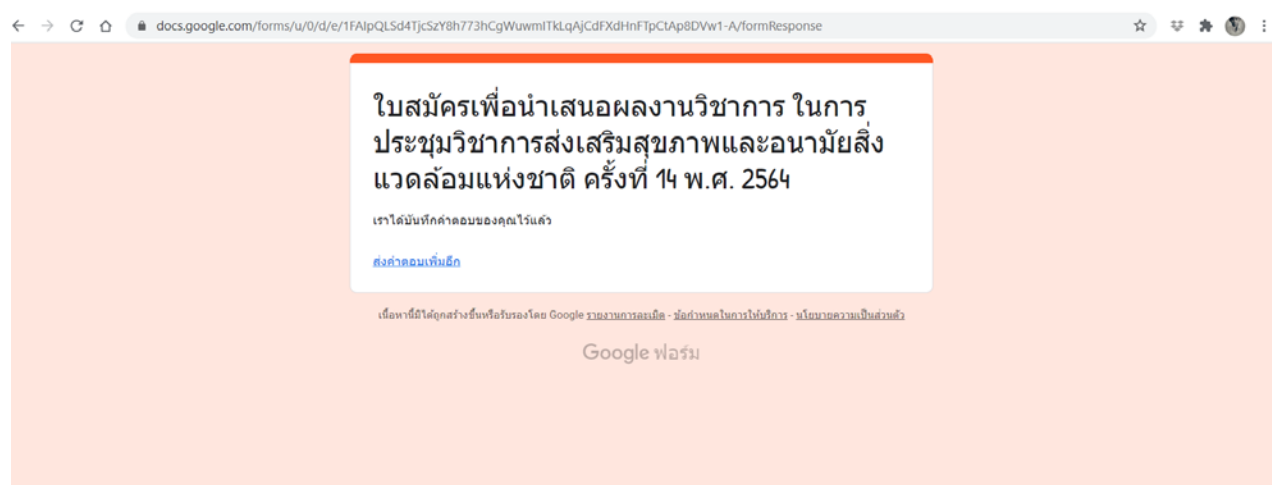 docs.google.com/forms/u/0/d/e/1FAIpQLSd4TjcSzY8h773hCgWuwmITkLqAjCdFXdHnFTpCtAp8DVw1-A/formResponse
ใบสมัครเพื่อนำเสนอผลงานวิชาการ ในการ
ประชุมวิชาการส่งเสริมสุขภาพและอนามัยสิ่ง
แวดล้อมแห่งชาติ ครั้งที่ 14 พ.ศ. 2564
เราได้บันทึกคำตอบของคุณไว้แล้ว
ส่งคำตอบเพิ่มอีก
เนื้อหานี้มิได้ถูกสร้างขึ้นหรือรับรองโดย Google รายงานการละเมิด - ข้อกำหนดในการให้บริการ - นโยบายความเป็นส่วนตัว
Google ฟอร์ม